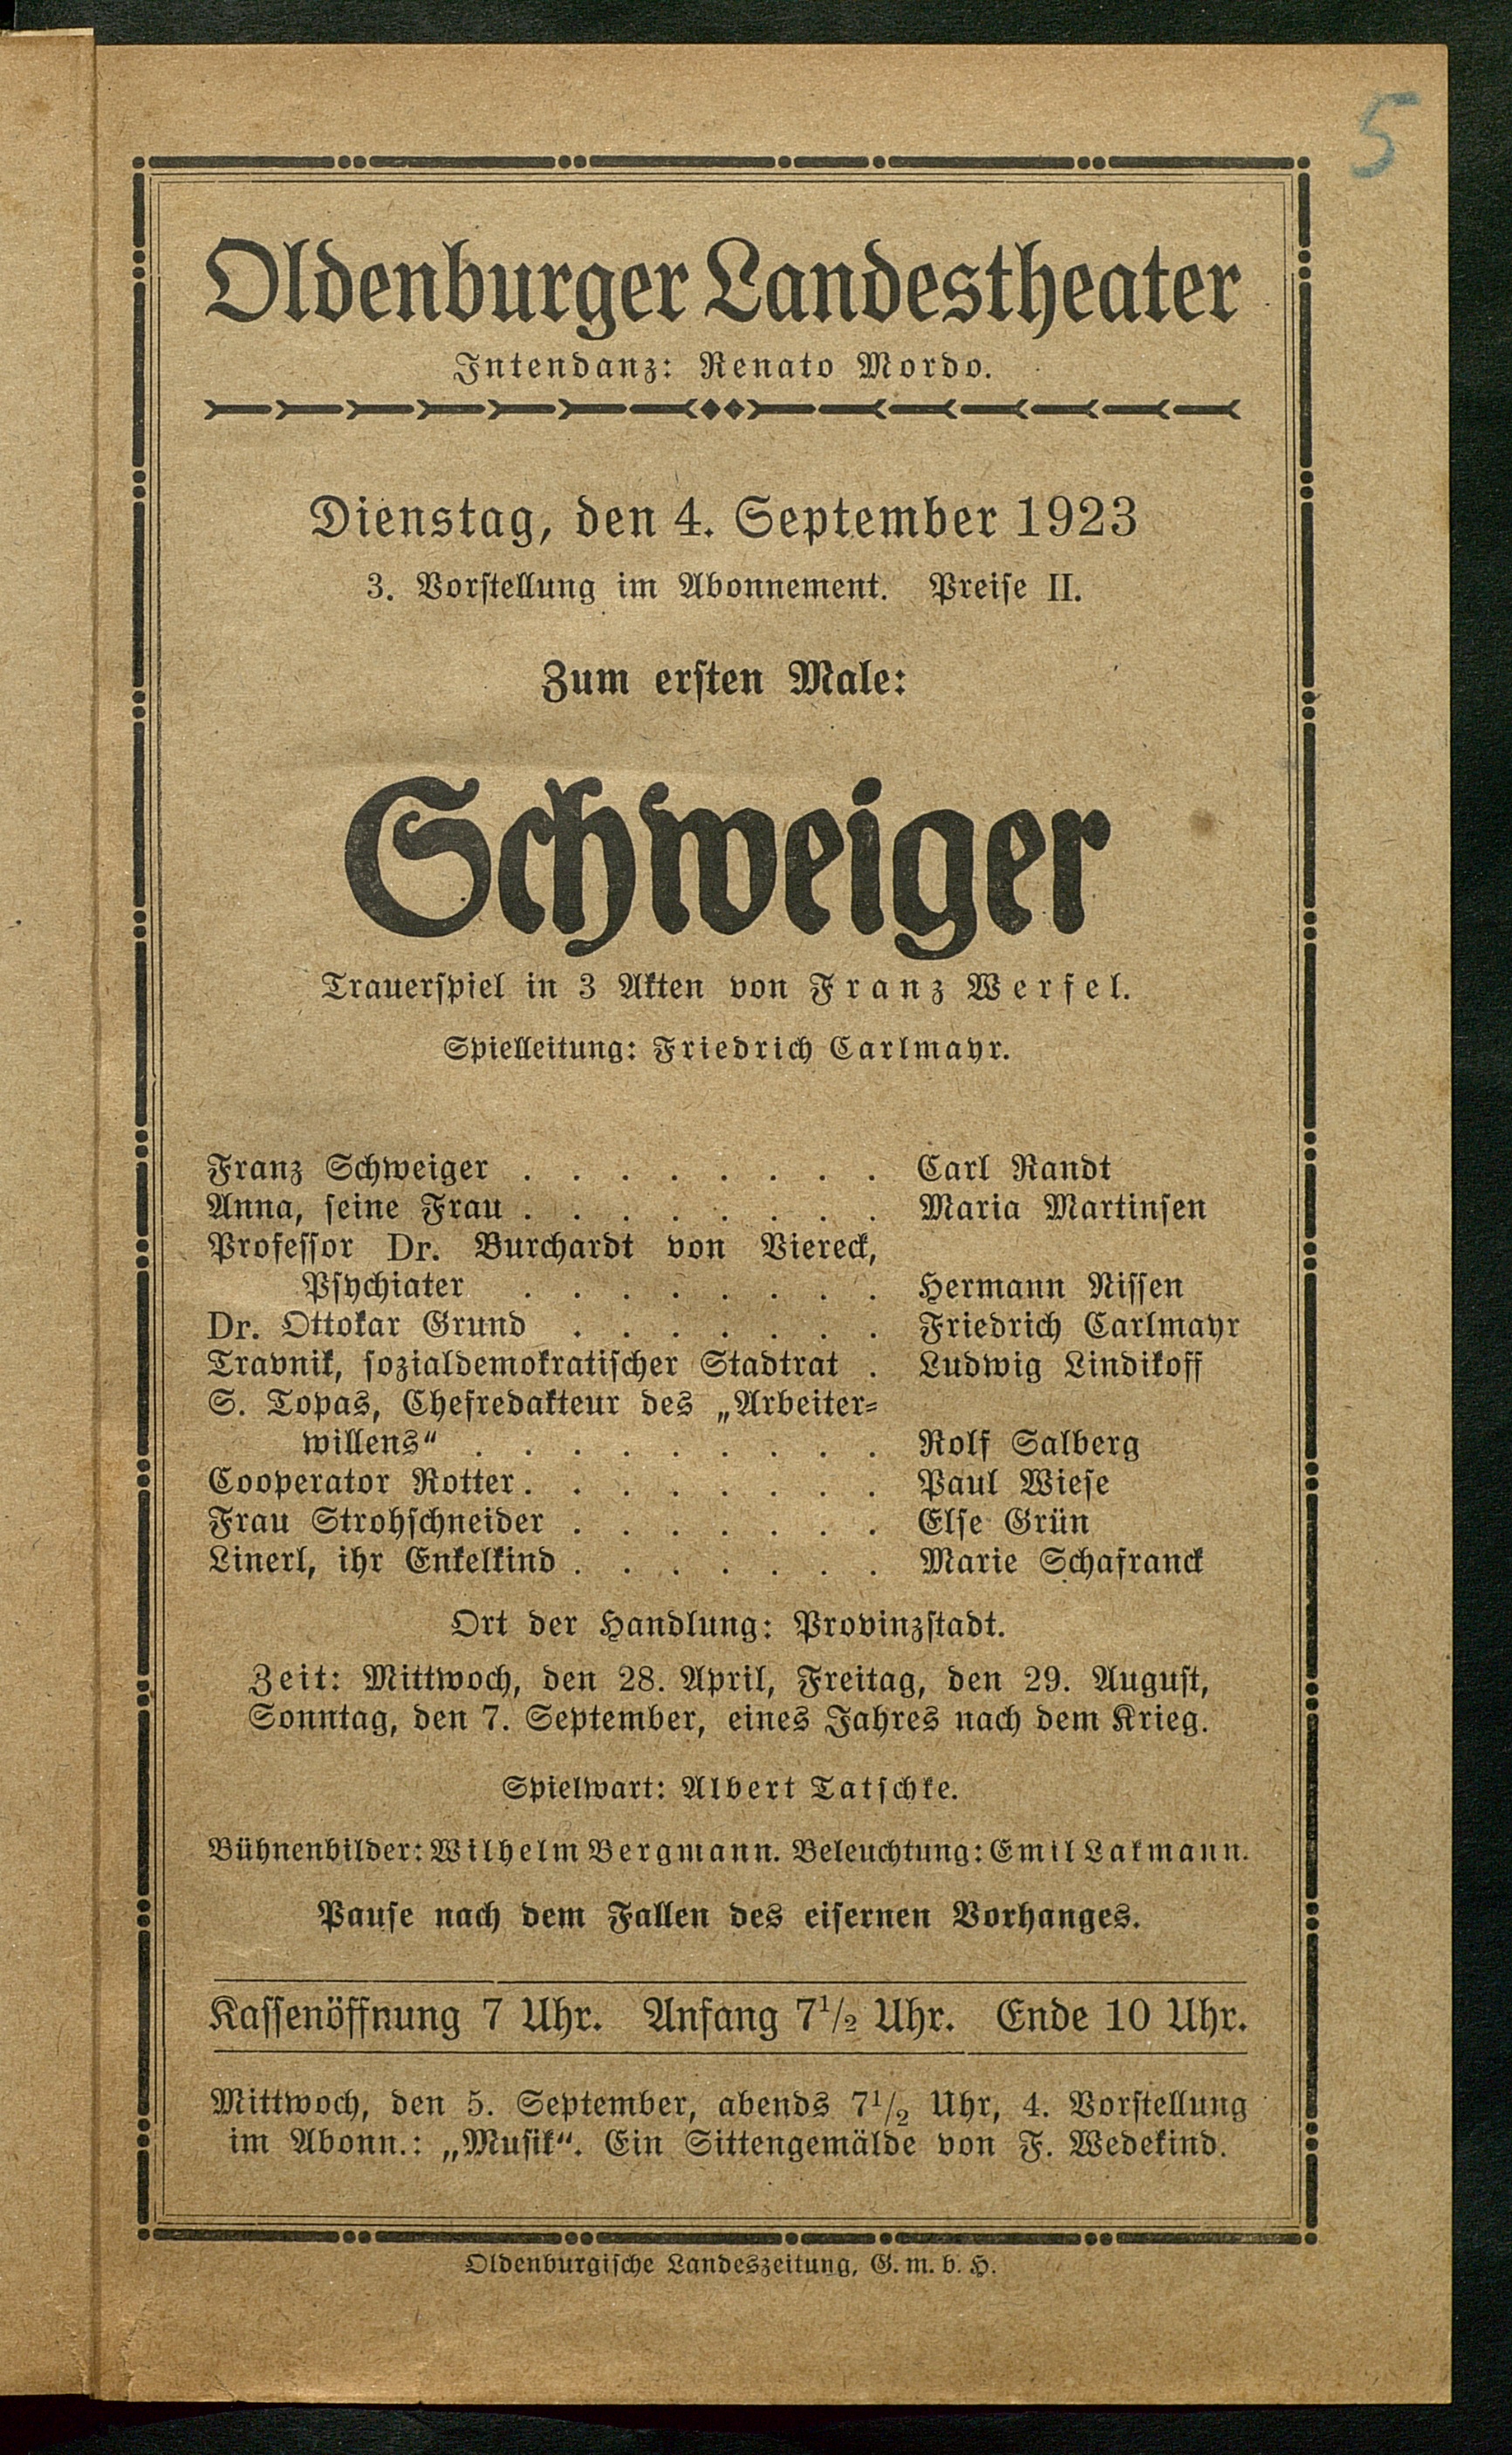 5
Oldenburger Landestheater
Intendanz: Renato Mordo.
Dienstag, den 4. September 1923
3. Vorstellung im Abonnement. Preise II.
Zum ersten Male:
Schweiger
Trauerspiel in 3 Akten von Franz Werfel.
Spielleitung: Friedrich Carlmayr.
Franz Schweiger . . . . . . . . Carl Randt
Anna, seine Frau . . . . . . . . Maria Martinsen
Professor Dr. Burchardt von Viereck,
Psychiater . . . . . . . . Hermann Nissen
Dr. Ottokar Grund . . . . . . . Friedrich Carlmayr
Travnik, sozialdemokratischer Stadtrat . Ludwig Lindikoff
S. Topas, Chefredakteur des „Arbeiter-
willens“ . . . . . . . . . Rolf Salberg
Cooperator Rotter . . . . . . . . Paul Wiese
Frau Strohschneider . . . . . . . Else Grün
Linerl, ihr Enkelkind . . . . . . . Marie Schafranck
Ort der Handlung: Provinzstadt.
Zeit: Mittwoch, den 28. April, Freitag, den 29. August,
Sonntag, den 7. September, eines Jahres nach dem Krieg.
Spielwart: Albert Tatschke.
Bühnenbilder: Wilhelm Bergmann. Beleuchtung: Emil Lakmann.
Pause nach dem Fallen des eisernen Vorhanges.
Kassenöffnung 7 Uhr. Anfang 7½ Uhr. Ende 10 Uhr.
Mittwoch, den 5. September, abends 7½ Uhr, 4. Vorstellung
im Abonn.: „Musik“. Ein Sittengemälde von F. Wedekind.
Oldenburgische Landeszeitung, G. m. b. H.